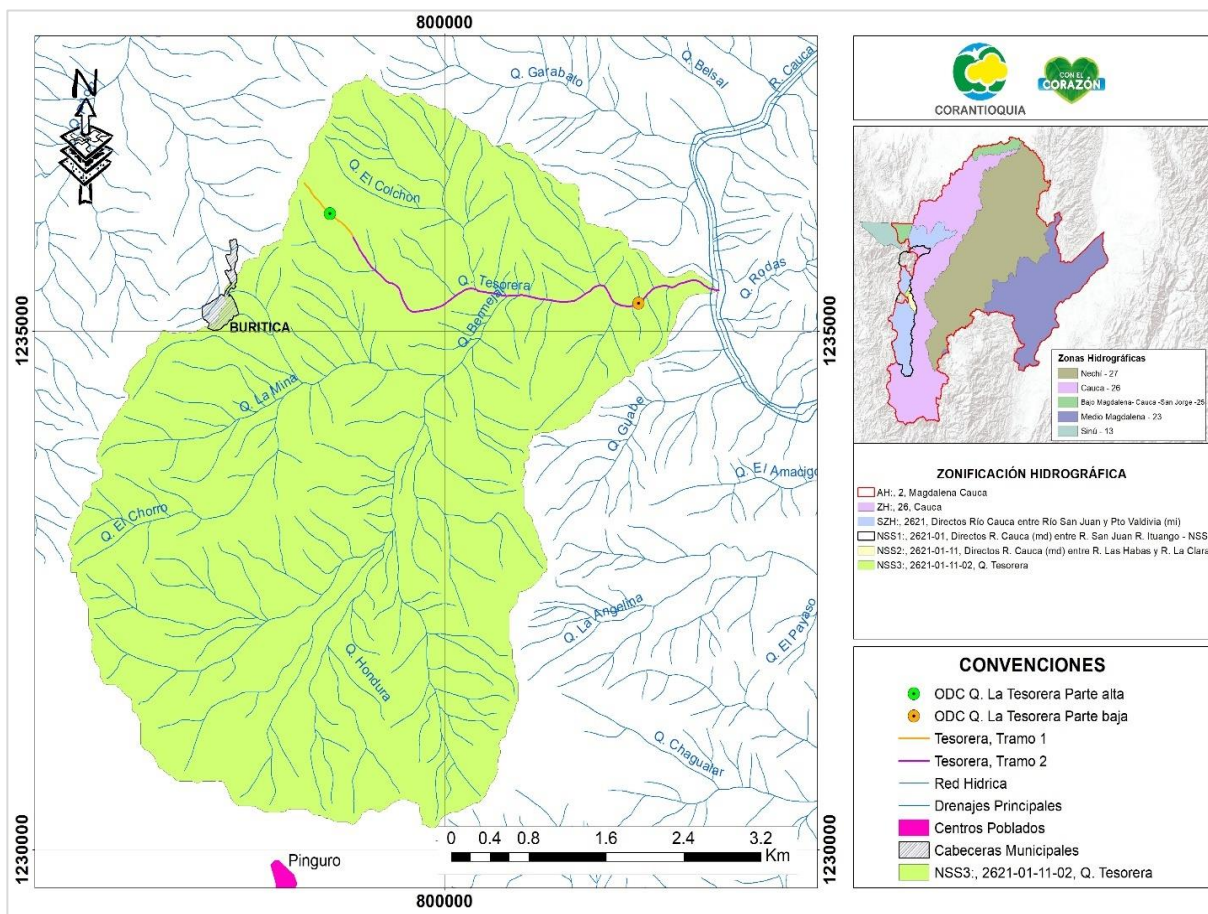 800000
N
Q. Garabato
Q. Belsal
R. Cauca
Q. El Colchon
Q. Tesorera
Q. Bermejal
Q. Rodas
BURITICA
1235000
1235000
Q. La Mina
Q. Guabe
Q. El Amacigo
Q. El Chorro
Q. La Angelina
Q. El Payaso
Q. Hondura
Q. Chagualar
1230000
1230000
Pinguro
0 0.4 0.8 1.6 2.4 3.2
Km
800000
CORANTIOQUIA
CON EL
CORAZÓN
Zonas Hidrográficas
Nechí - 27
Cauca - 26
Bajo Magdalena- Cauca -San Jorge -25
Medio Magdalena - 23
Sinú - 13
ZONIFICACIÓN HIDROGRÁFICA
AH:, 2, Magdalena Cauca
ZH:, 26, Cauca
SZH:, 2621, Directos Río Cauca entre Río San Juan y Pto Valdivia (mi)
NSS1:, 2621-01, Directos R. Cauca (md) entre R. San Juan R. Ituango - NSS
NSS2:, 2621-01-11, Directos R. Cauca (md) entre R. Las Habas y R. La Clara
NSS3:, 2621-01-11-02, Q. Tesorera
CONVENCIONES
ODC Q. La Tesorera Parte alta
ODC Q. La Tesorera Parte baja
Tesorera, Tramo 1
Tesorera, Tramo 2
Red Hidrica
Drenajes Principales
Centros Poblados
Cabeceras Municipales
NSS3:, 2621-01-11-02, Q. Tesorera